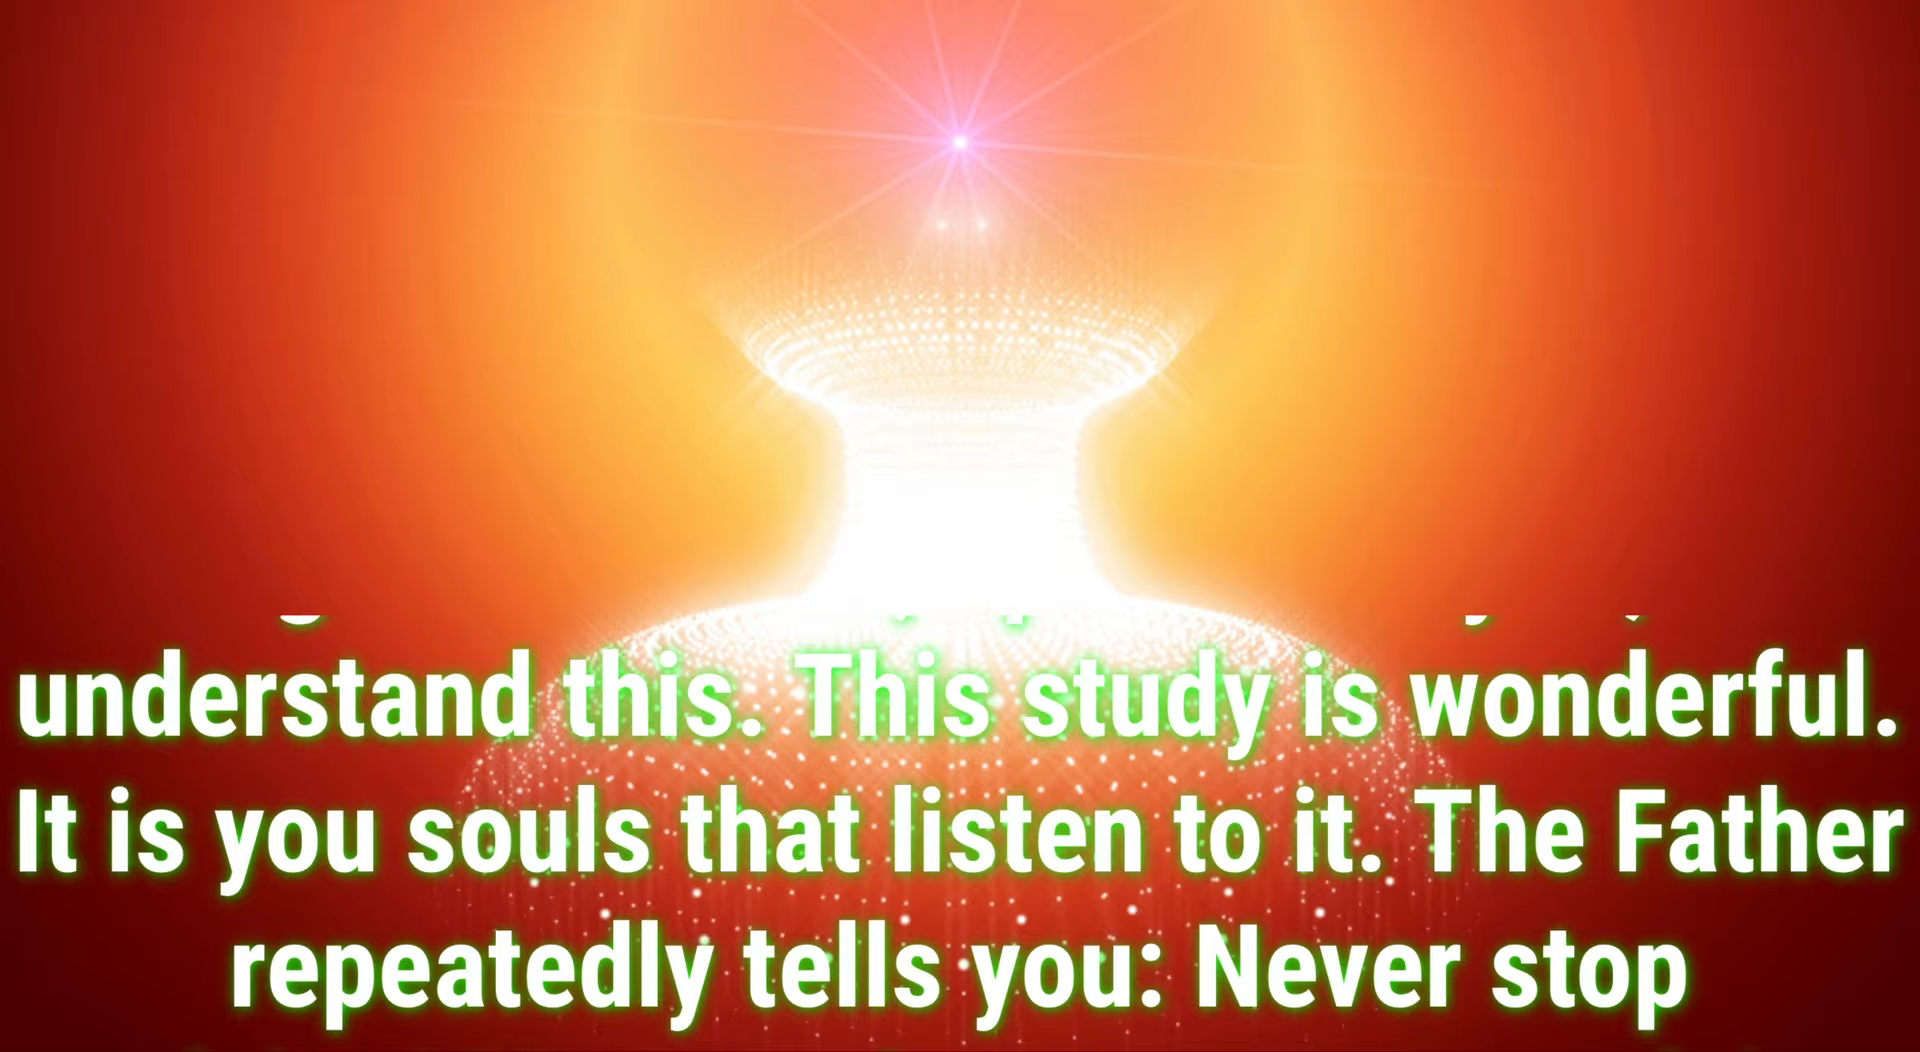 understand this. This study is wonderful.
It is you souls that listen to it. The Father
repeatedly tells you: Never stop